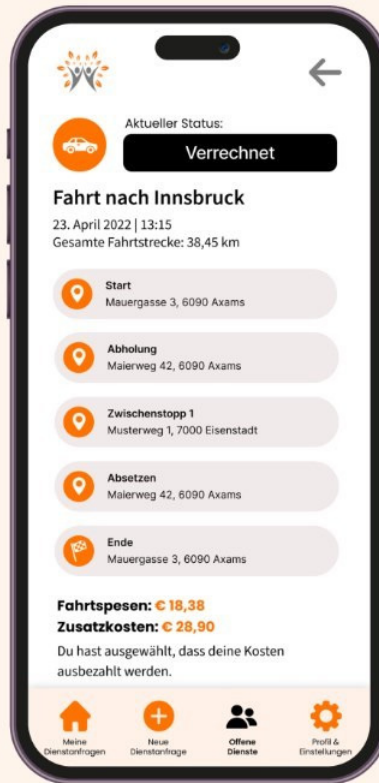 Aktueller Status:
Verrechnet
Fahrt nach Innsbruck
23. April 2022 | 13:15
Gesamte Fahrtstrecke: 38,45 km
Start
Mauergasse 3, 6090 Axams
Abholung
Maierweg 42, 6090 Axams
Zwischenstopp 1
Musterweg 1, 7000 Eisenstadt
Absetzen
Maierweg 42, 6090 Axams
Ende
Mauergasse 3, 6090 Axams
Fahrtspesen: € 18,38
Zusatzkosten: € 28,90
Du hast ausgewählt, dass deine Kosten
ausbezahlt werden.
Meine
Dienstanfragen
Neue
Dienstanfrage
Offene
Dienste
Profil &
Einstellungen